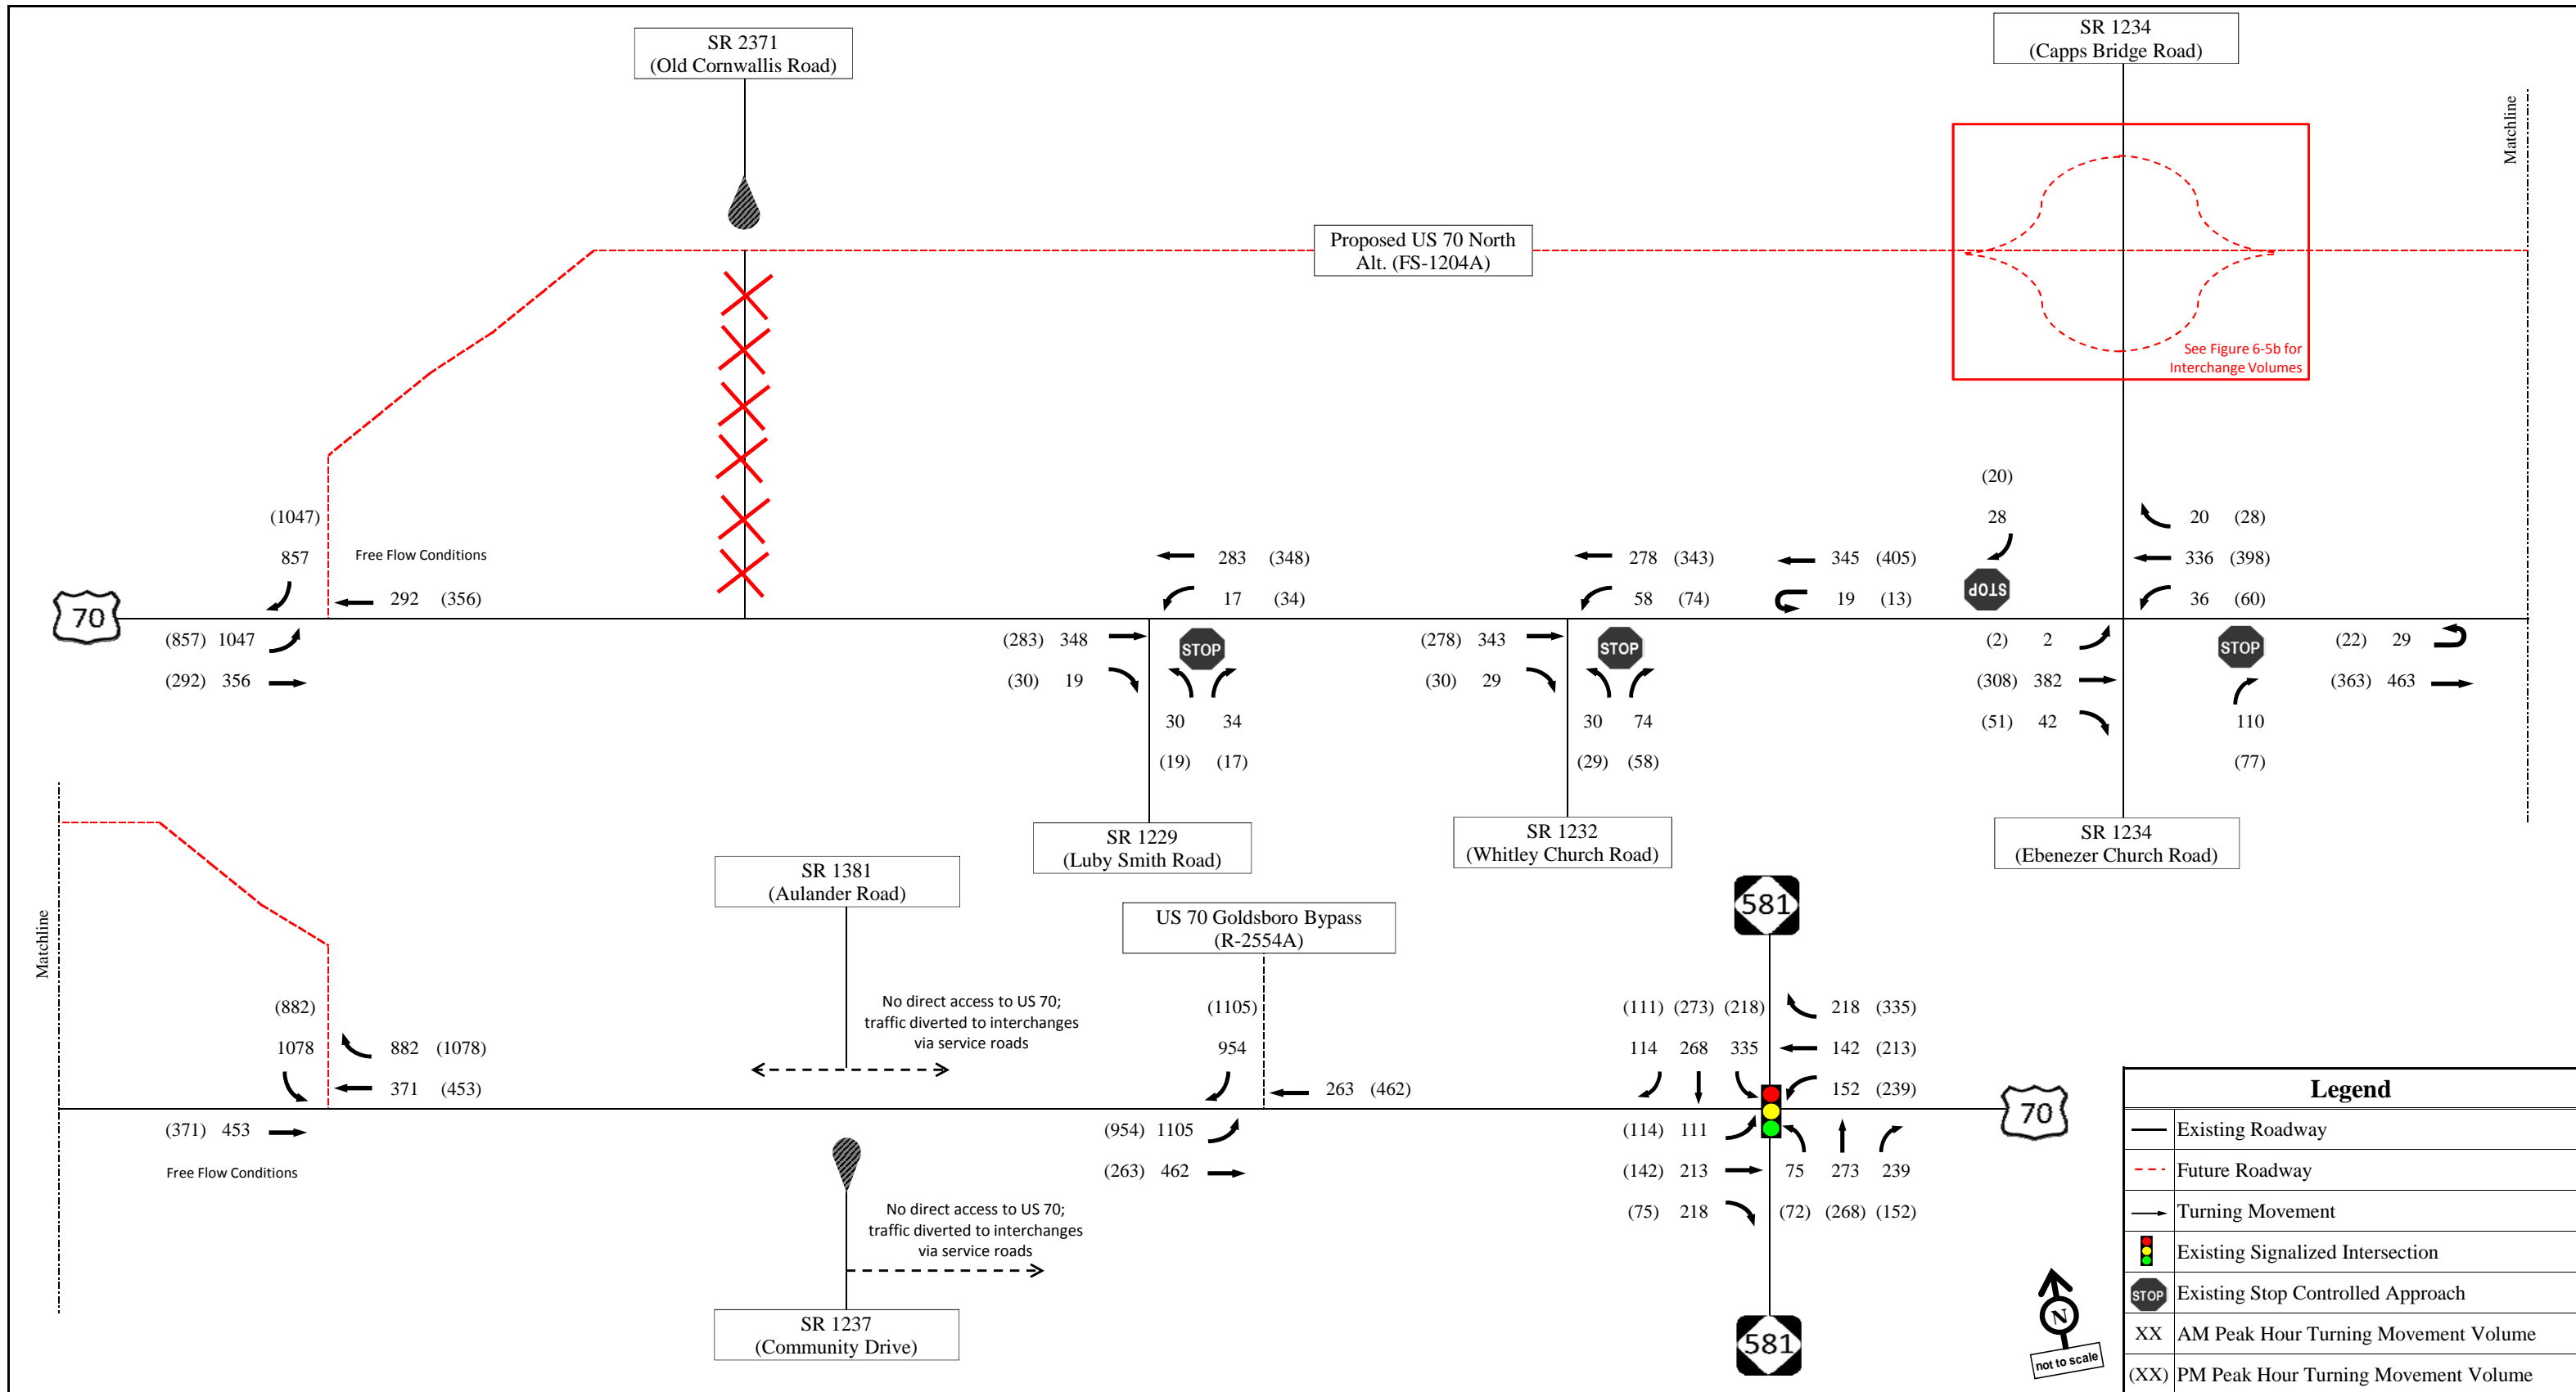 SR 2371
(Old Cornwallis Road)
SR 1234
(Capps Bridge Road)
Matchline
Proposed US 70 North
Alt. (FS-1204A)
See Figure 6-5b for
Interchange Volumes
(20)
(1047) 28 20 (28)
857 Free Flow Conditions 283 (348) 278 (343) 345 (405) 336 (398)
STOP
70 292 (356) 17 (34) 58 (74) 19 (13) 36 (60)
(857) 1047 (283) 348 STOP (278) 343 STOP (2) 2 STOP (22) 29
(292) 356 (30) 19 (30) 29 (308) 382 (363) 463
30 34 30 74 (51) 42 110
(19) (17) (29) (58) (77)
SR 1229
(Luby Smith Road)
SR 1232
(Whitley Church Road)
SR 1234
(Ebenezer Church Road)
Matchline
SR 1381
(Aulander Road)
US 70 Goldsboro Bypass
(R-2554A)
581
No direct access to US 70;
traffic diverted to interchanges
via service roads
(882) (1105) (111) (273) (218) 218 (335)
1078 882 (1078) 954 114 268 335 142 (213)
371 (453) 263 (462) 152 (239) 70
(371) 453 (954) 1105 (114) 111
Free Flow Conditions (263) 462 (142) 213 75 273 239
(75) 218 (72) (268) (152)
No direct access to US 70;
traffic diverted to interchanges
via service roads
SR 1237
(Community Drive)
581
N
not to scale
Legend
Existing Roadway
Future Roadway
Turning Movement
Existing Signalized Intersection
STOP Existing Stop Controlled Approach
XX AM Peak Hour Turning Movement Volume
(XX) PM Peak Hour Turning Movement Volume